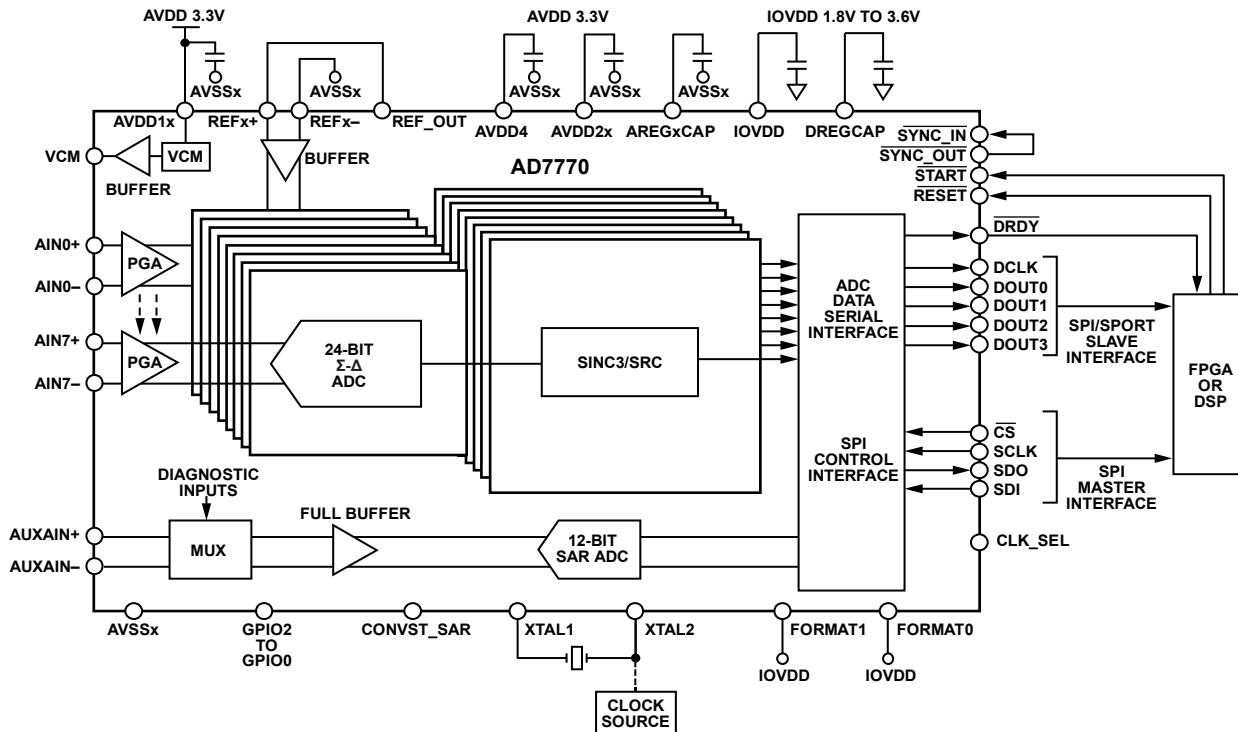 AVDD 3.3V
AVDD 3.3V
IOVDD 1.8V TO 3.6V
AVSSx
AVSSx
AVSSx
AVSSx
AVSSx
AVDD1x
REFx+
REFx–
REF_OUT
AVDD4
AVDD2x
AREGxCAP
IOVDD
DREGCAP
SYNC_IN
SYNC_OUT
START
RESET
VCM
VCM
BUFFER
BUFFER
AD7770
AIN0+
PGA
AIN0–
AIN7+
PGA
AIN7–
24-BIT
Σ-Δ
ADC
SINC3/SRC
ADC
DATA
SERIAL
INTERFACE
SPI
CONTROL
INTERFACE
DRDY
DCLK
DOUT0
DOUT1
DOUT2
DOUT3
SPI/SPORT
SLAVE
INTERFACE
FPGA
OR
DSP
CS
SCLK
SDO
SDI
SPI
MASTER
INTERFACE
DIAGNOSTIC
INPUTS
AUXAIN+
AUXAIN–
MUX
FULL BUFFER
12-BIT
SAR ADC
CLK_SEL
AVSSx
GPIO2
TO
GPIO0
CONVST_SAR
XTAL1
XTAL2
FORMAT1
FORMAT0
IOVDD
IOVDD
CLOCK
SOURCE